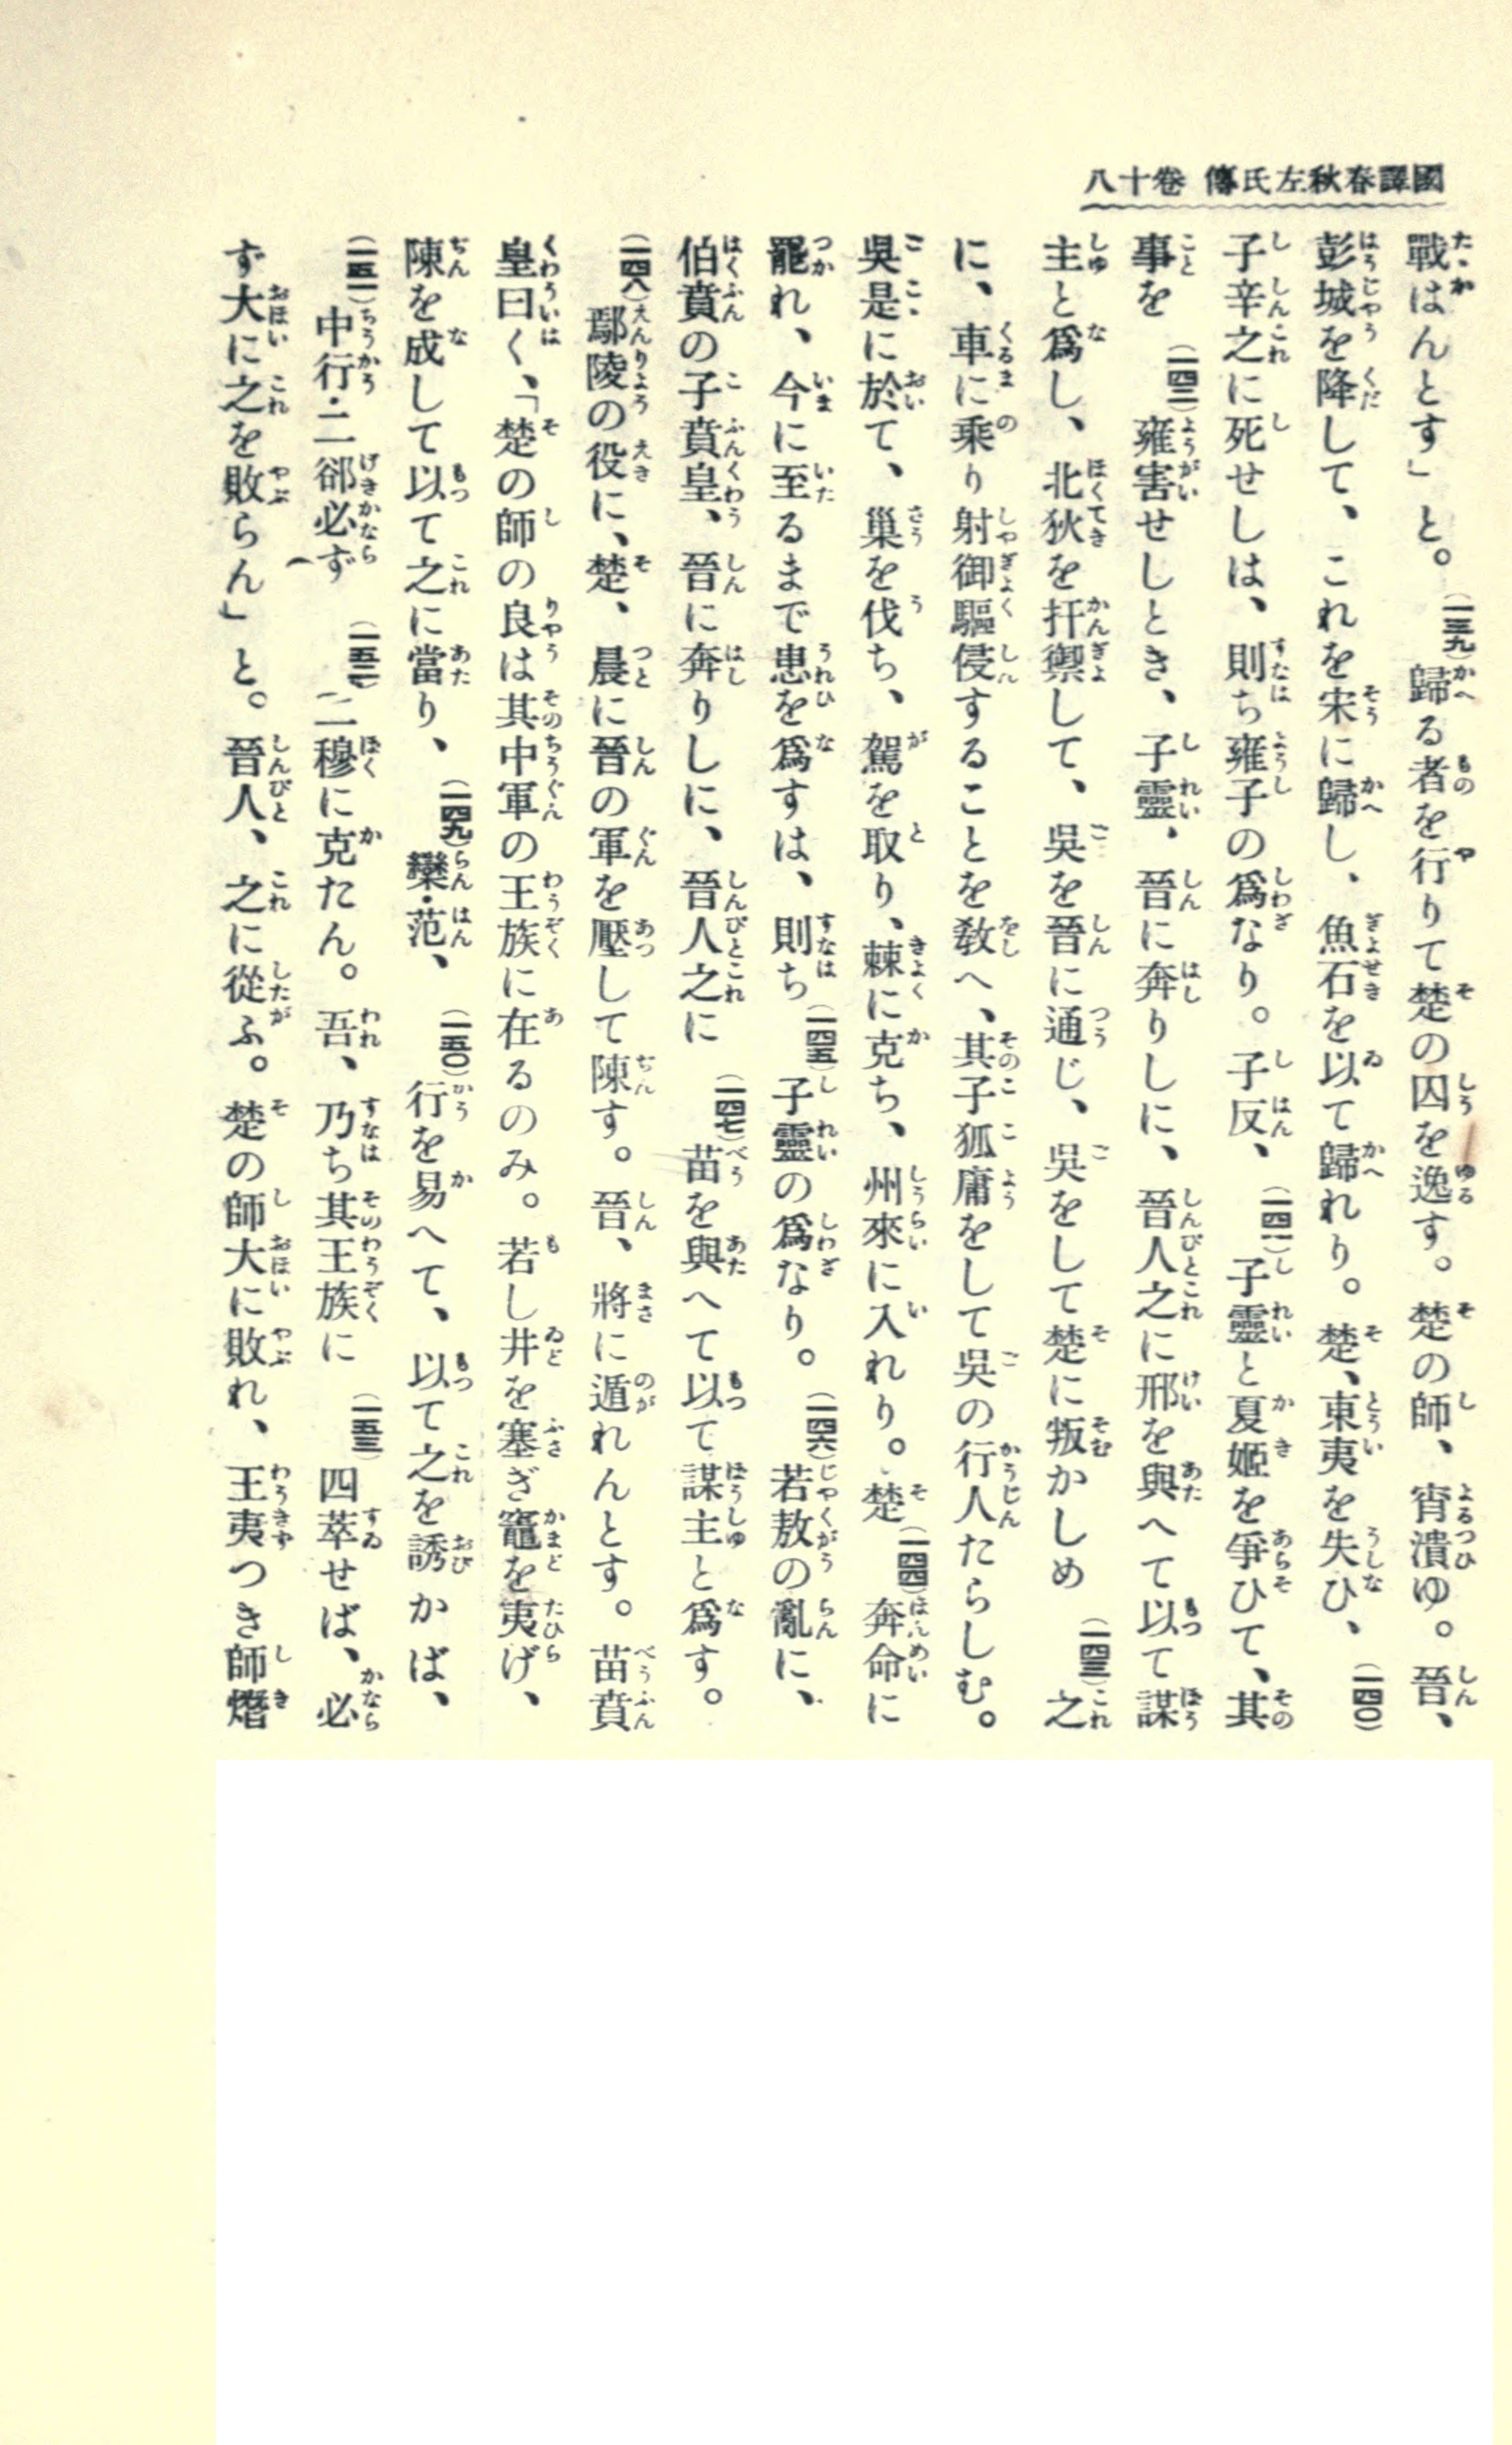 國譯春秋左氏傳 卷十八
戰はんとす」と。(一三九)歸る者を行りて楚の囚を逸す。楚の師、宵潰ゆ。晉、
彭城を降して、これを宋に歸し、魚石を以て歸れり。楚、東夷を失ひ、(一四〇)
子辛之に死せしは、則ち雍子の爲なり。子反、(一四一)子靈と夏姬を爭ひて、其
事を(一四二)雍害せしとき、子靈、晉に奔りしに、晉人之に邢を與へて以て謀
主と爲し、北狄を扞禦して、吳を晉に通じ、吳をして楚に叛かしめ(一四三)之
に、車に乘り射御驅侵することを敎へ、其子狐庸をして吳の行人たらしむ。
吳是に於て、巢を伐ち、駕を取り、棘に克ち、州來に入れり。楚(一四四)奔命に
罷れ、今に至るまで患を爲すは、則ち(一四五)子靈の爲なり。(一四六)若敖の亂に、
伯賁の子賁皇、晉に奔りしに、晉人之に(一四七)苗を與へて以て謀主と爲す。
(一四八)鄢陵の役に、楚、晨に晉の軍を壓して陳す。晉、將に遁れんとす。苗賁
皇曰く、「楚の師の良は其中軍の王族に在るのみ。若し井を塞ぎ竈を夷げ、
陳を成して以て之に當り、(一四九)欒・范、(一五〇)行を易へて、以て之を誘かば、
(一五一)中行・二郤必ず(一五二)二穆に克たん。吾、乃ち其王族に(一五三)四萃せば、必
ず大に之を敗らん」と。晉人、之に從ふ。楚の師大に敗れ、王夷つき師熸